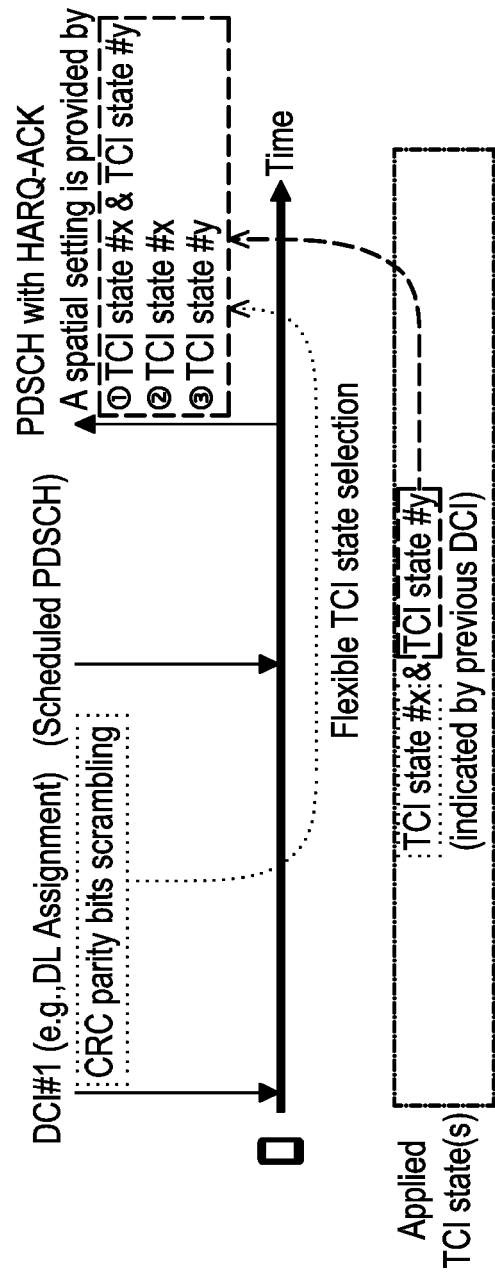 DCI#1 (e.g.,DL Assignment)
CRC parity bits scrambling
(Scheduled PDSCH)
PDSCH with HARQ-ACK
A spatial setting is provided by
① TCI state #x & TCI state #y
② TCI state #x
③ TCI state #y
Time
Flexible TCI state selection
Applied
TCI state(s)
TCI state #x & TCI state #y
(indicated by previous DCI)